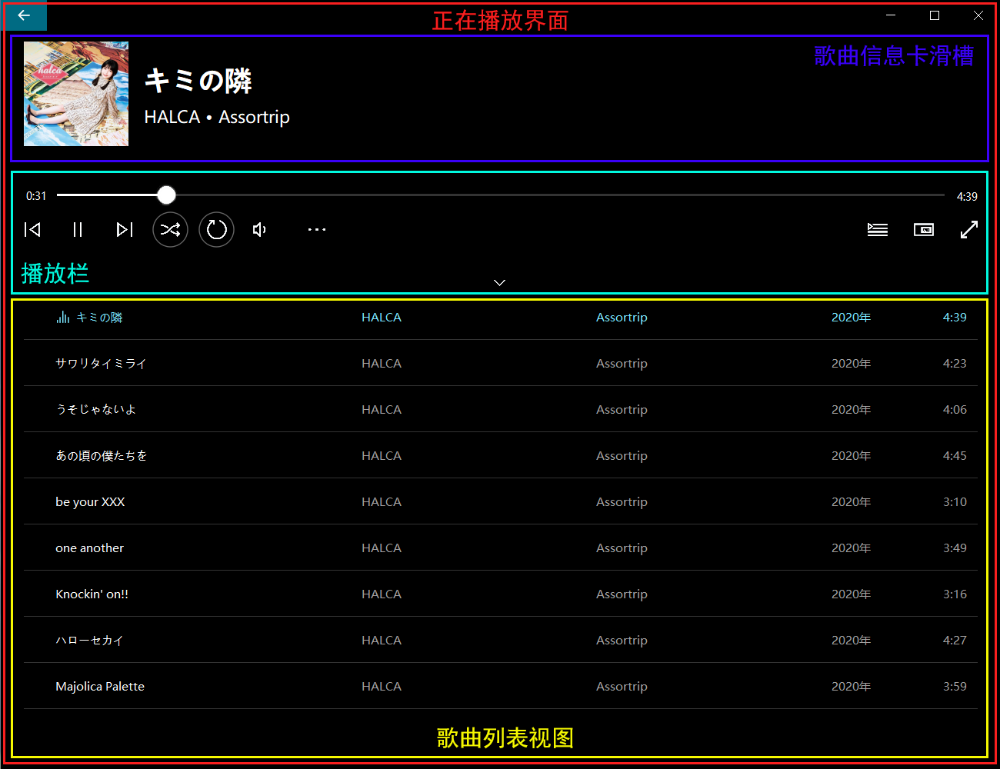 正在播放界面
歌曲信息卡滑槽
halca
キミの隣
HALCA • Assortrip
0:31
4:39
播放栏
キミの隣 HALCA Assortrip 2020年 4:39
サワリタイミライ HALCA Assortrip 2020年 4:23
うそじゃないよ HALCA Assortrip 2020年 4:06
あの頃の僕たちを HALCA Assortrip 2020年 4:45
be your XXX HALCA Assortrip 2020年 3:10
one another HALCA Assortrip 2020年 3:49
Knockin' on!! HALCA Assortrip 2020年 3:16
ハローセカイ HALCA Assortrip 2020年 4:27
Majolica Palette HALCA Assortrip 2020年 3:59
歌曲列表视图